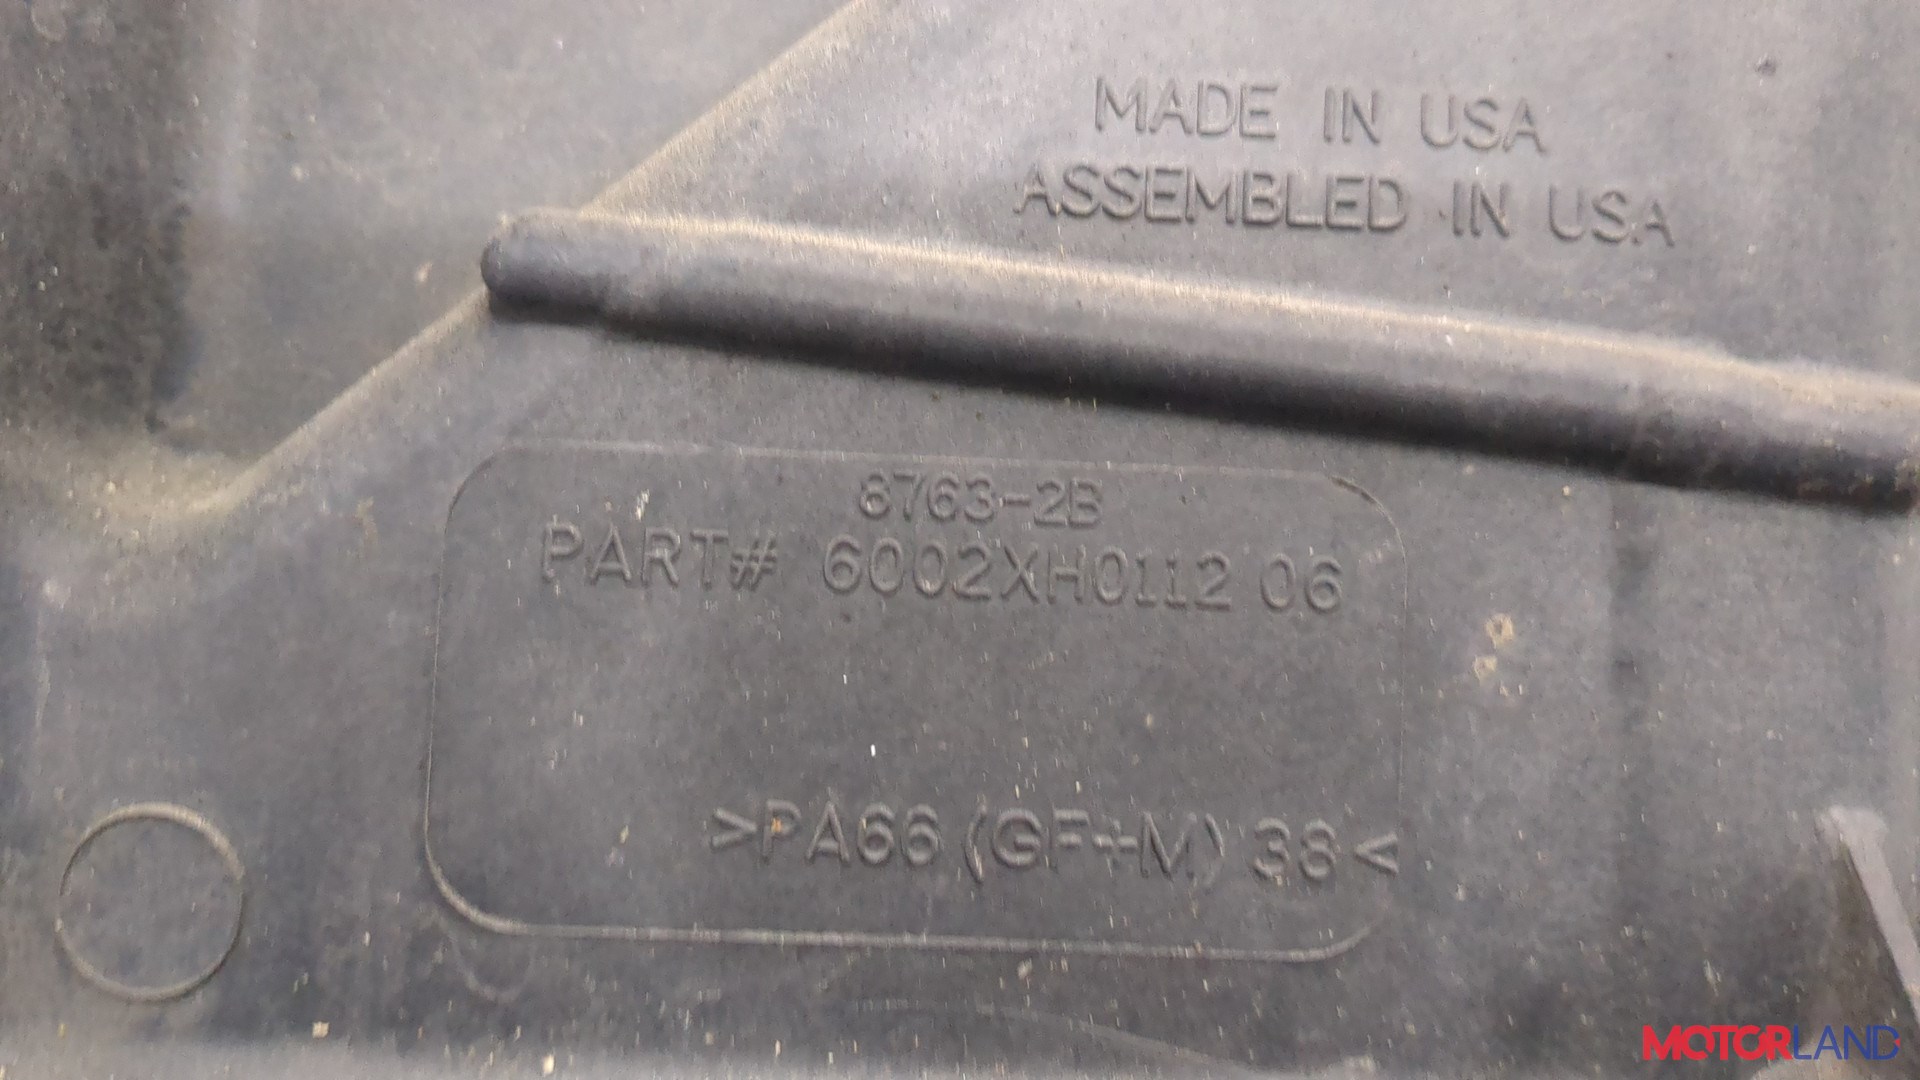 MADE IN USA
ASSEMBLED IN USA
8763-2B
PART# 6002XH0112 06
>PA66 (GF+M) 38<
MOTORLAND